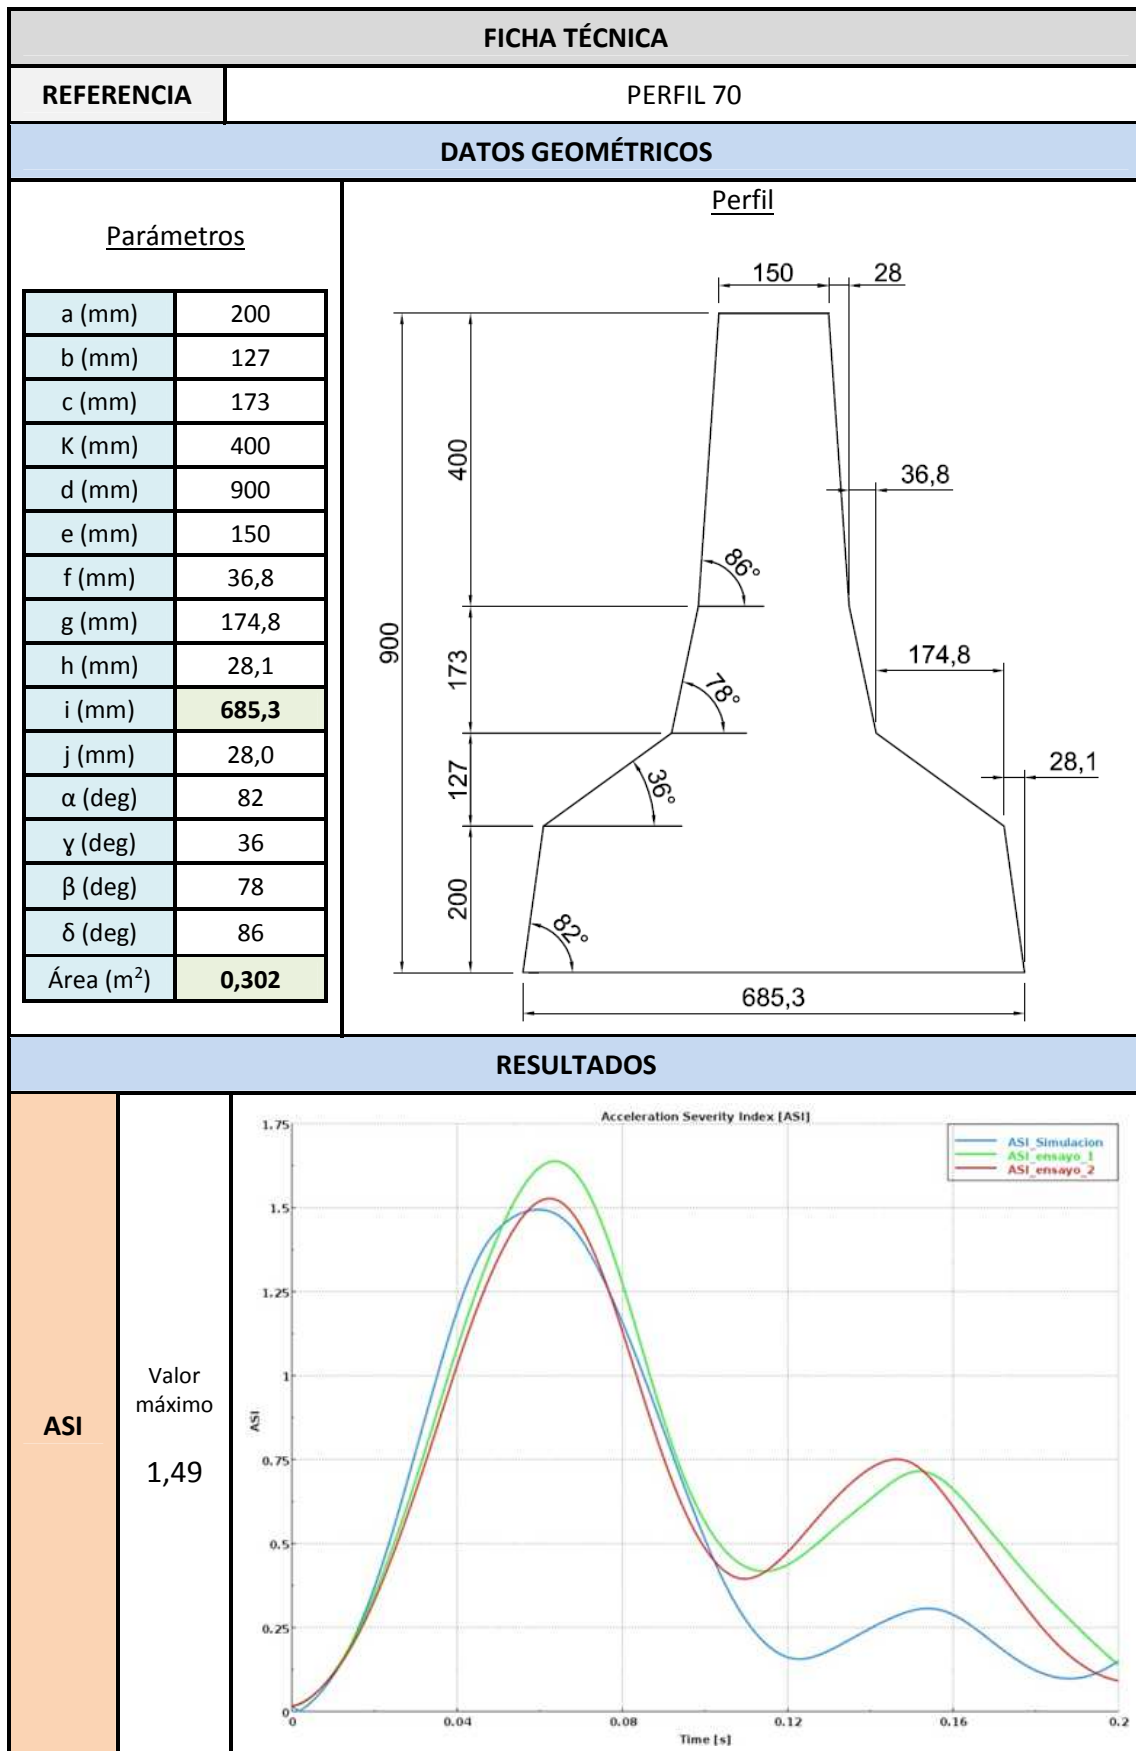 FICHA TÉCNICA
REFERENCIA PERFIL 70
DATOS GEOMÉTRICOS
Parámetros
a (mm) 200
b (mm) 127
c (mm) 173
K (mm) 400
d (mm) 900
e (mm) 150
f (mm) 36,8
g (mm) 174,8
h (mm) 28,1
i (mm) 685,3
j (mm) 28,0
α (deg) 82
γ (deg) 36
β (deg) 78
δ (deg) 86
Área (m²) 0,302
Perfil
150 28
400
36,8
86°
900
173
174,8
78°
127
28,1
36°
200
82°
685,3
RESULTADOS
ASI
Valor
máximo
1,49
Acceleration Severity Index [ASI]
ASI_Simulacion
ASI_ensayo_1
ASI_ensayo_2
1.75
1.5
1.25
1
0.75
0.5
0.25
0
ASI
0 0.04 0.08 0.12 0.16 0.2
Time [s]